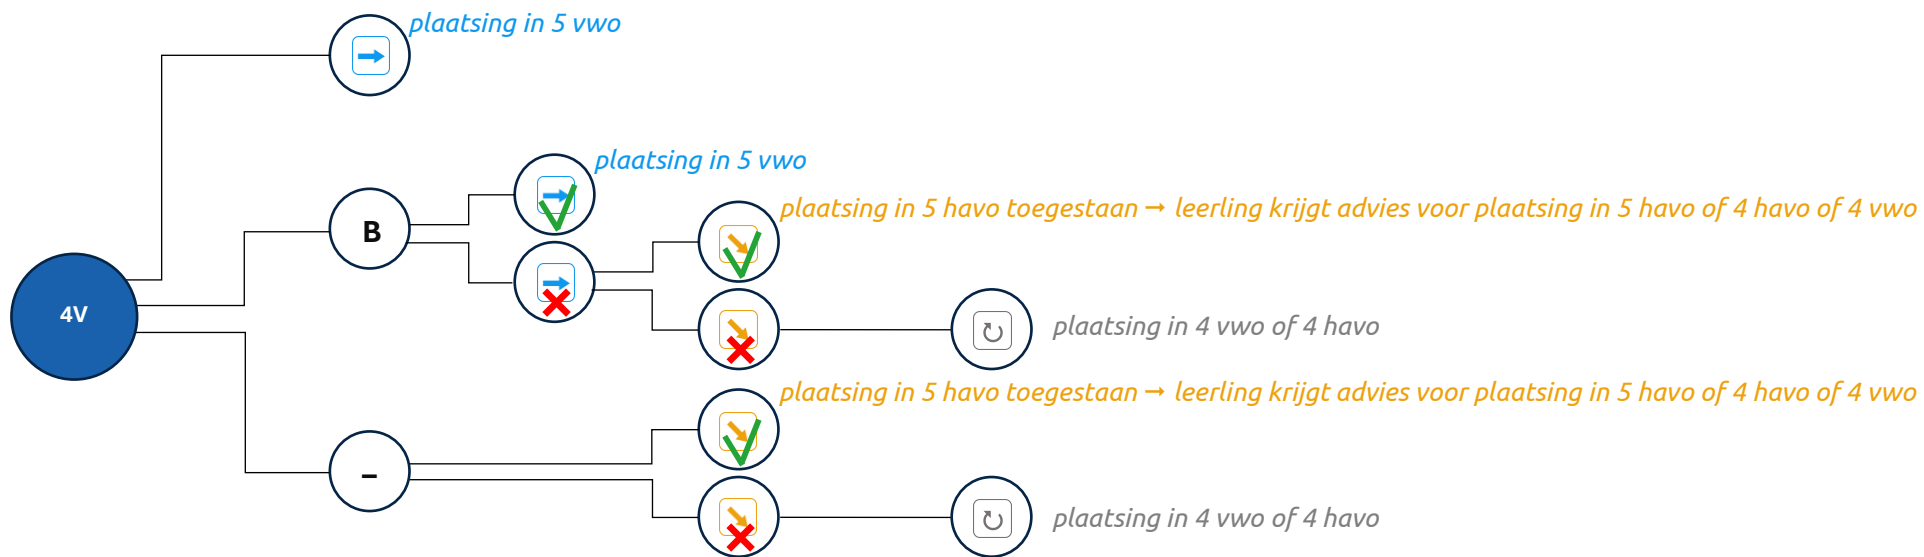 plaatsing in 5 vwo
plaatsing in 5 vwo
B
plaatsing in 5 havo toegestaan → leerling krijgt advies voor plaatsing in 5 havo of 4 havo of 4 vwo
4V
plaatsing in 4 vwo of 4 havo
plaatsing in 5 havo toegestaan → leerling krijgt advies voor plaatsing in 5 havo of 4 havo of 4 vwo
–
plaatsing in 4 vwo of 4 havo